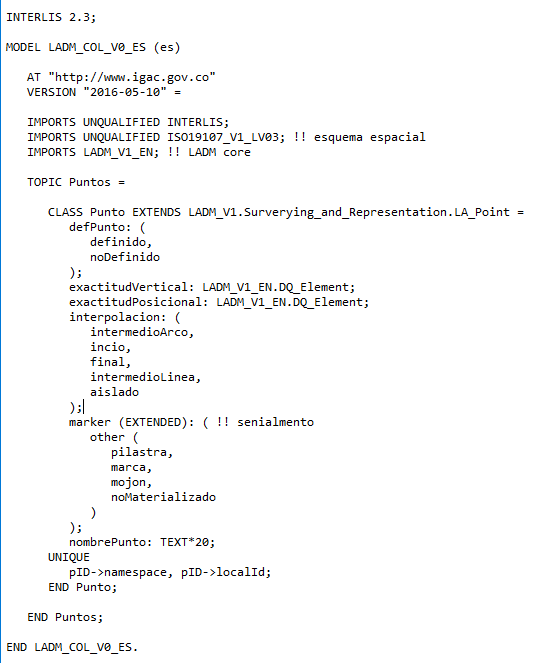 INTERLIS 2.3;
MODEL LADM_COL_V0_ES (es)
AT "http://www.igac.gov.co"
VERSION "2016-05-10" =
IMPORTS UNQUALIFIED INTERLIS;
IMPORTS UNQUALIFIED ISO19107_V1_LV03; !! esquema espacial
IMPORTS LADM_V1_EN; !! LADM core
TOPIC Puntos =
CLASS Punto EXTENDS LADM_V1.Surverying_and_Representation.LA_Point =
defPunto: (
definido,
noDefinido
);
exactitudVertical: LADM_V1_EN.DQ_Element;
exactitudPosicional: LADM_V1_EN.DQ_Element;
interpolacion: (
intermedioArco,
incio,
final,
intermedioLinea,
aislado
);
marker (EXTENDED): ( !! senialmento
other (
pilastra,
marca,
mojon,
noMaterializado
)
);
nombrePunto: TEXT*20;
UNIQUE
pID->namespace, pID->localId;
END Punto;
END Puntos;
END LADM_COL_V0_ES.